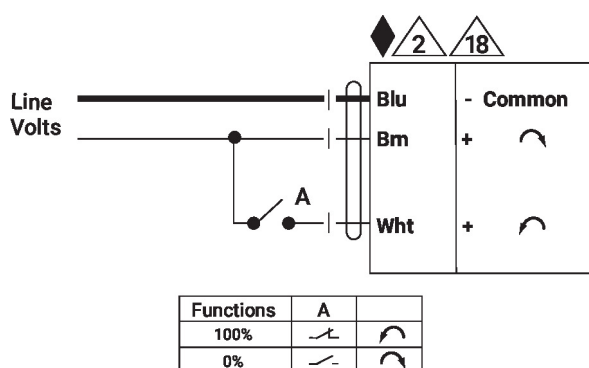 2 18
Line Volts
Blu - Common
Brn +
A
Wht +
Functions A
100%
0%